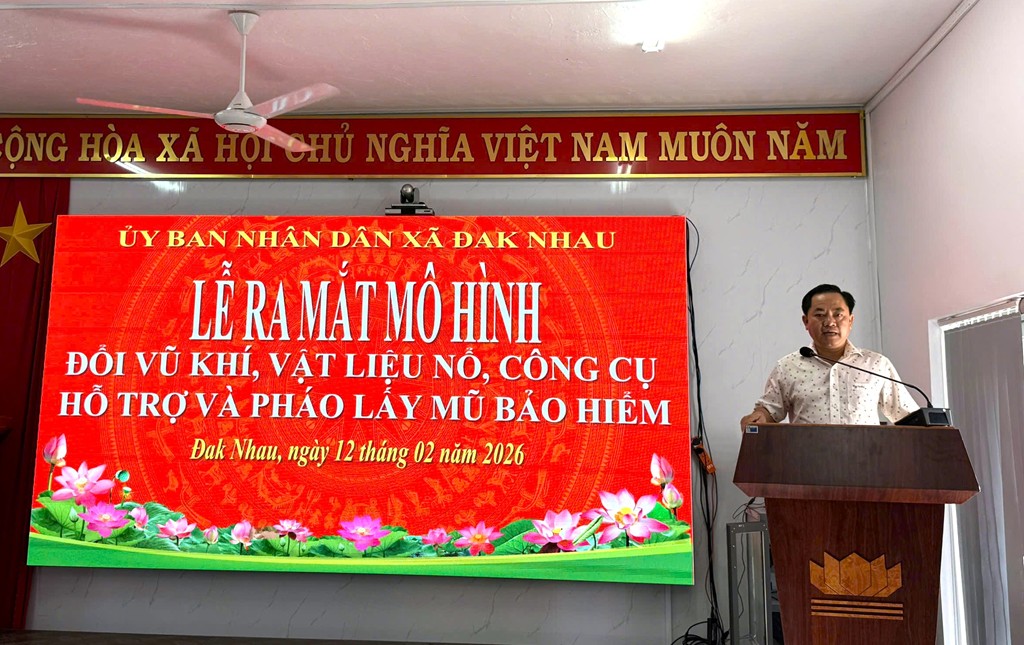 CỘNG HÒA XÃ HỘI CHỦ NGHĨA VIỆT NAM MUÔN NĂM
ỦY BAN NHÂN DÂN XÃ ĐAK NHAU
LỄ RA MẮT MÔ HÌNH
ĐỔI VŨ KHÍ, VẬT LIỆU NỔ, CÔNG CỤ
HỖ TRỢ VÀ PHÁO LẤY MŨ BẢO HIỂM
Đak Nhau, ngày 12 tháng 02 năm 2026